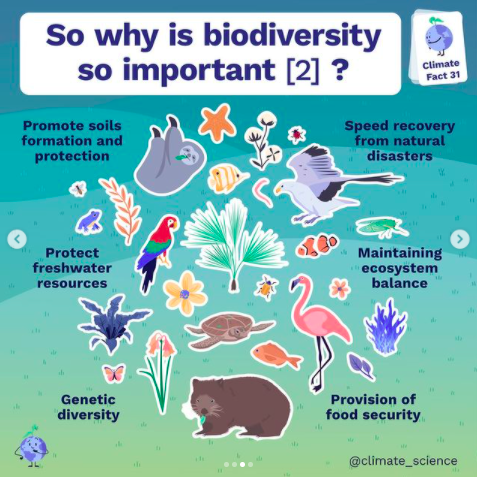 So why is biodiversity
so important [2] ?
Climate
Fact 31
Promote soils
formation and
protection
Speed recovery
from natural
disasters
Protect
freshwater
resources
Maintaining
ecosystem
balance
Genetic
diversity
Provision of
food security
@climate_science